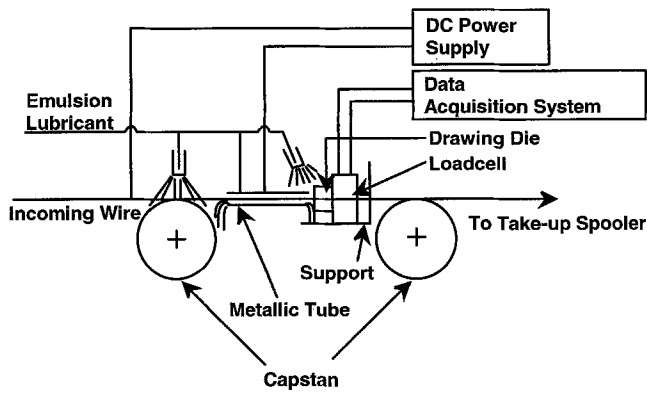 DC Power
Supply
Data
Acquisition System
Emulsion
Lubricant
Drawing Die
Loadcell
Incoming Wire
To Take-up Spooler
Support
Metallic Tube
Capstan